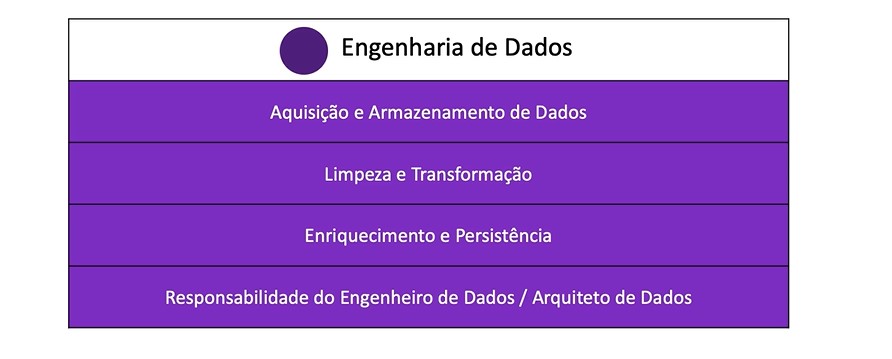 Engenharia de Dados
Aquisição e Armazenamento de Dados
Limpeza e Transformação
Enriquecimento e Persistência
Responsabilidade do Engenheiro de Dados / Arquiteto de Dados